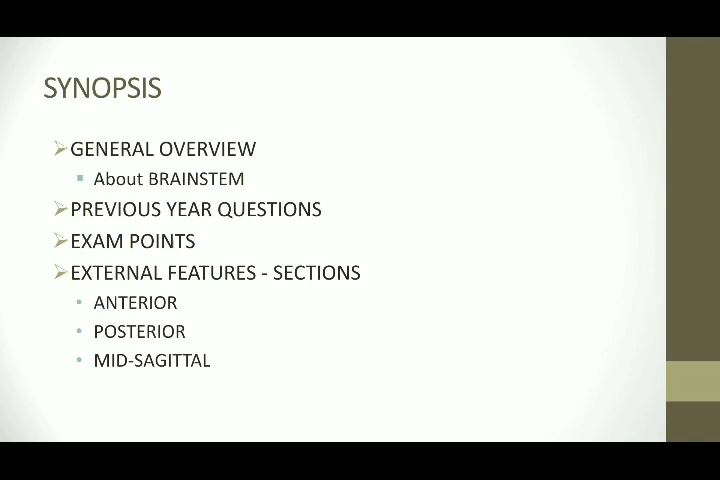 SYNOPSIS
GENERAL OVERVIEW
About BRAINSTEM
PREVIOUS YEAR QUESTIONS
EXAM POINTS
EXTERNAL FEATURES - SECTIONS
ANTERIOR
POSTERIOR
MID-SAGITTAL